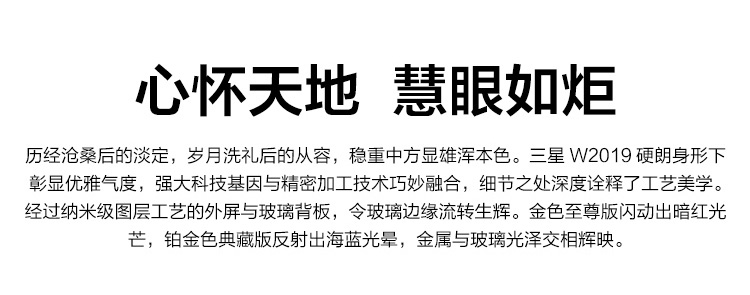 心怀天地 慧眼如炬
历经沧桑后的淡定，岁月洗礼后的从容，稳重中方显雄浑本色。三星 W2019 硬朗身形下
彰显优雅气度，强大科技基因与精密加工技术巧妙融合，细节之处深度诠释了工艺美学。
经过纳米级图层工艺的外屏与玻璃背板，令玻璃边缘流转生辉。金色至尊版闪动出暗红光
芒，铂金色典藏版反射出海蓝光晕，金属与玻璃光泽交相辉映。